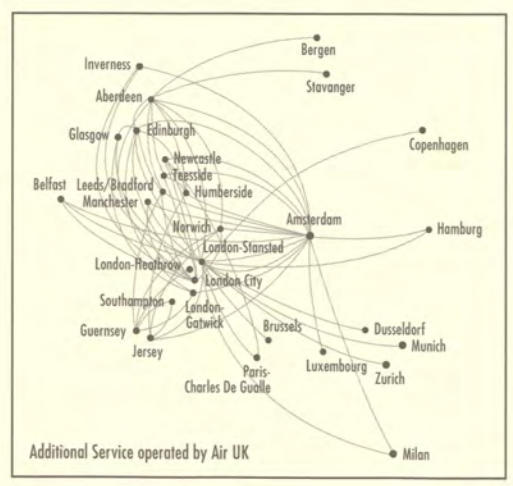 Bergen
Inverness
Stavanger
Aberdeen
Glasgow
Edinburgh
Copenhagen
Newcastle
Teesside
Belfast
Leeds/Bradford
Humberside
Manchester
Amsterdam
Norwich
Hamburg
London-Stansted
London-Heathrow
London City
Southampton
London-
Gatwick
Guernsey
Brussels
Dusseldorf
Jersey
Munich
Luxembourg
Paris-
Charles De Gualle
Zurich
Additional Service operated by Air UK
Milan